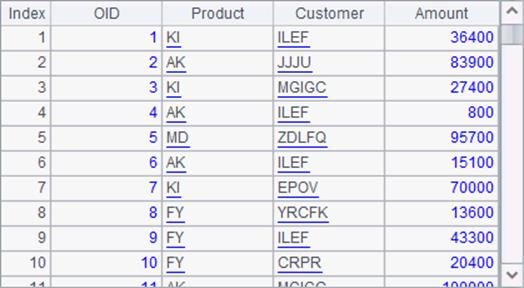 Index OID Product Customer Amount
1 1 KI ILEF 36400
2 2 AK JJJU 83900
3 3 KI MGIGC 27400
4 4 AK ILEF 800
5 5 MD ZDLFQ 95700
6 6 AK ILEF 15100
7 7 KI EPOV 70000
8 8 FY YRCFK 13600
9 9 FY ILEF 43300
10 10 FY CRPR 20400
11 11 AK MGIGC 100000